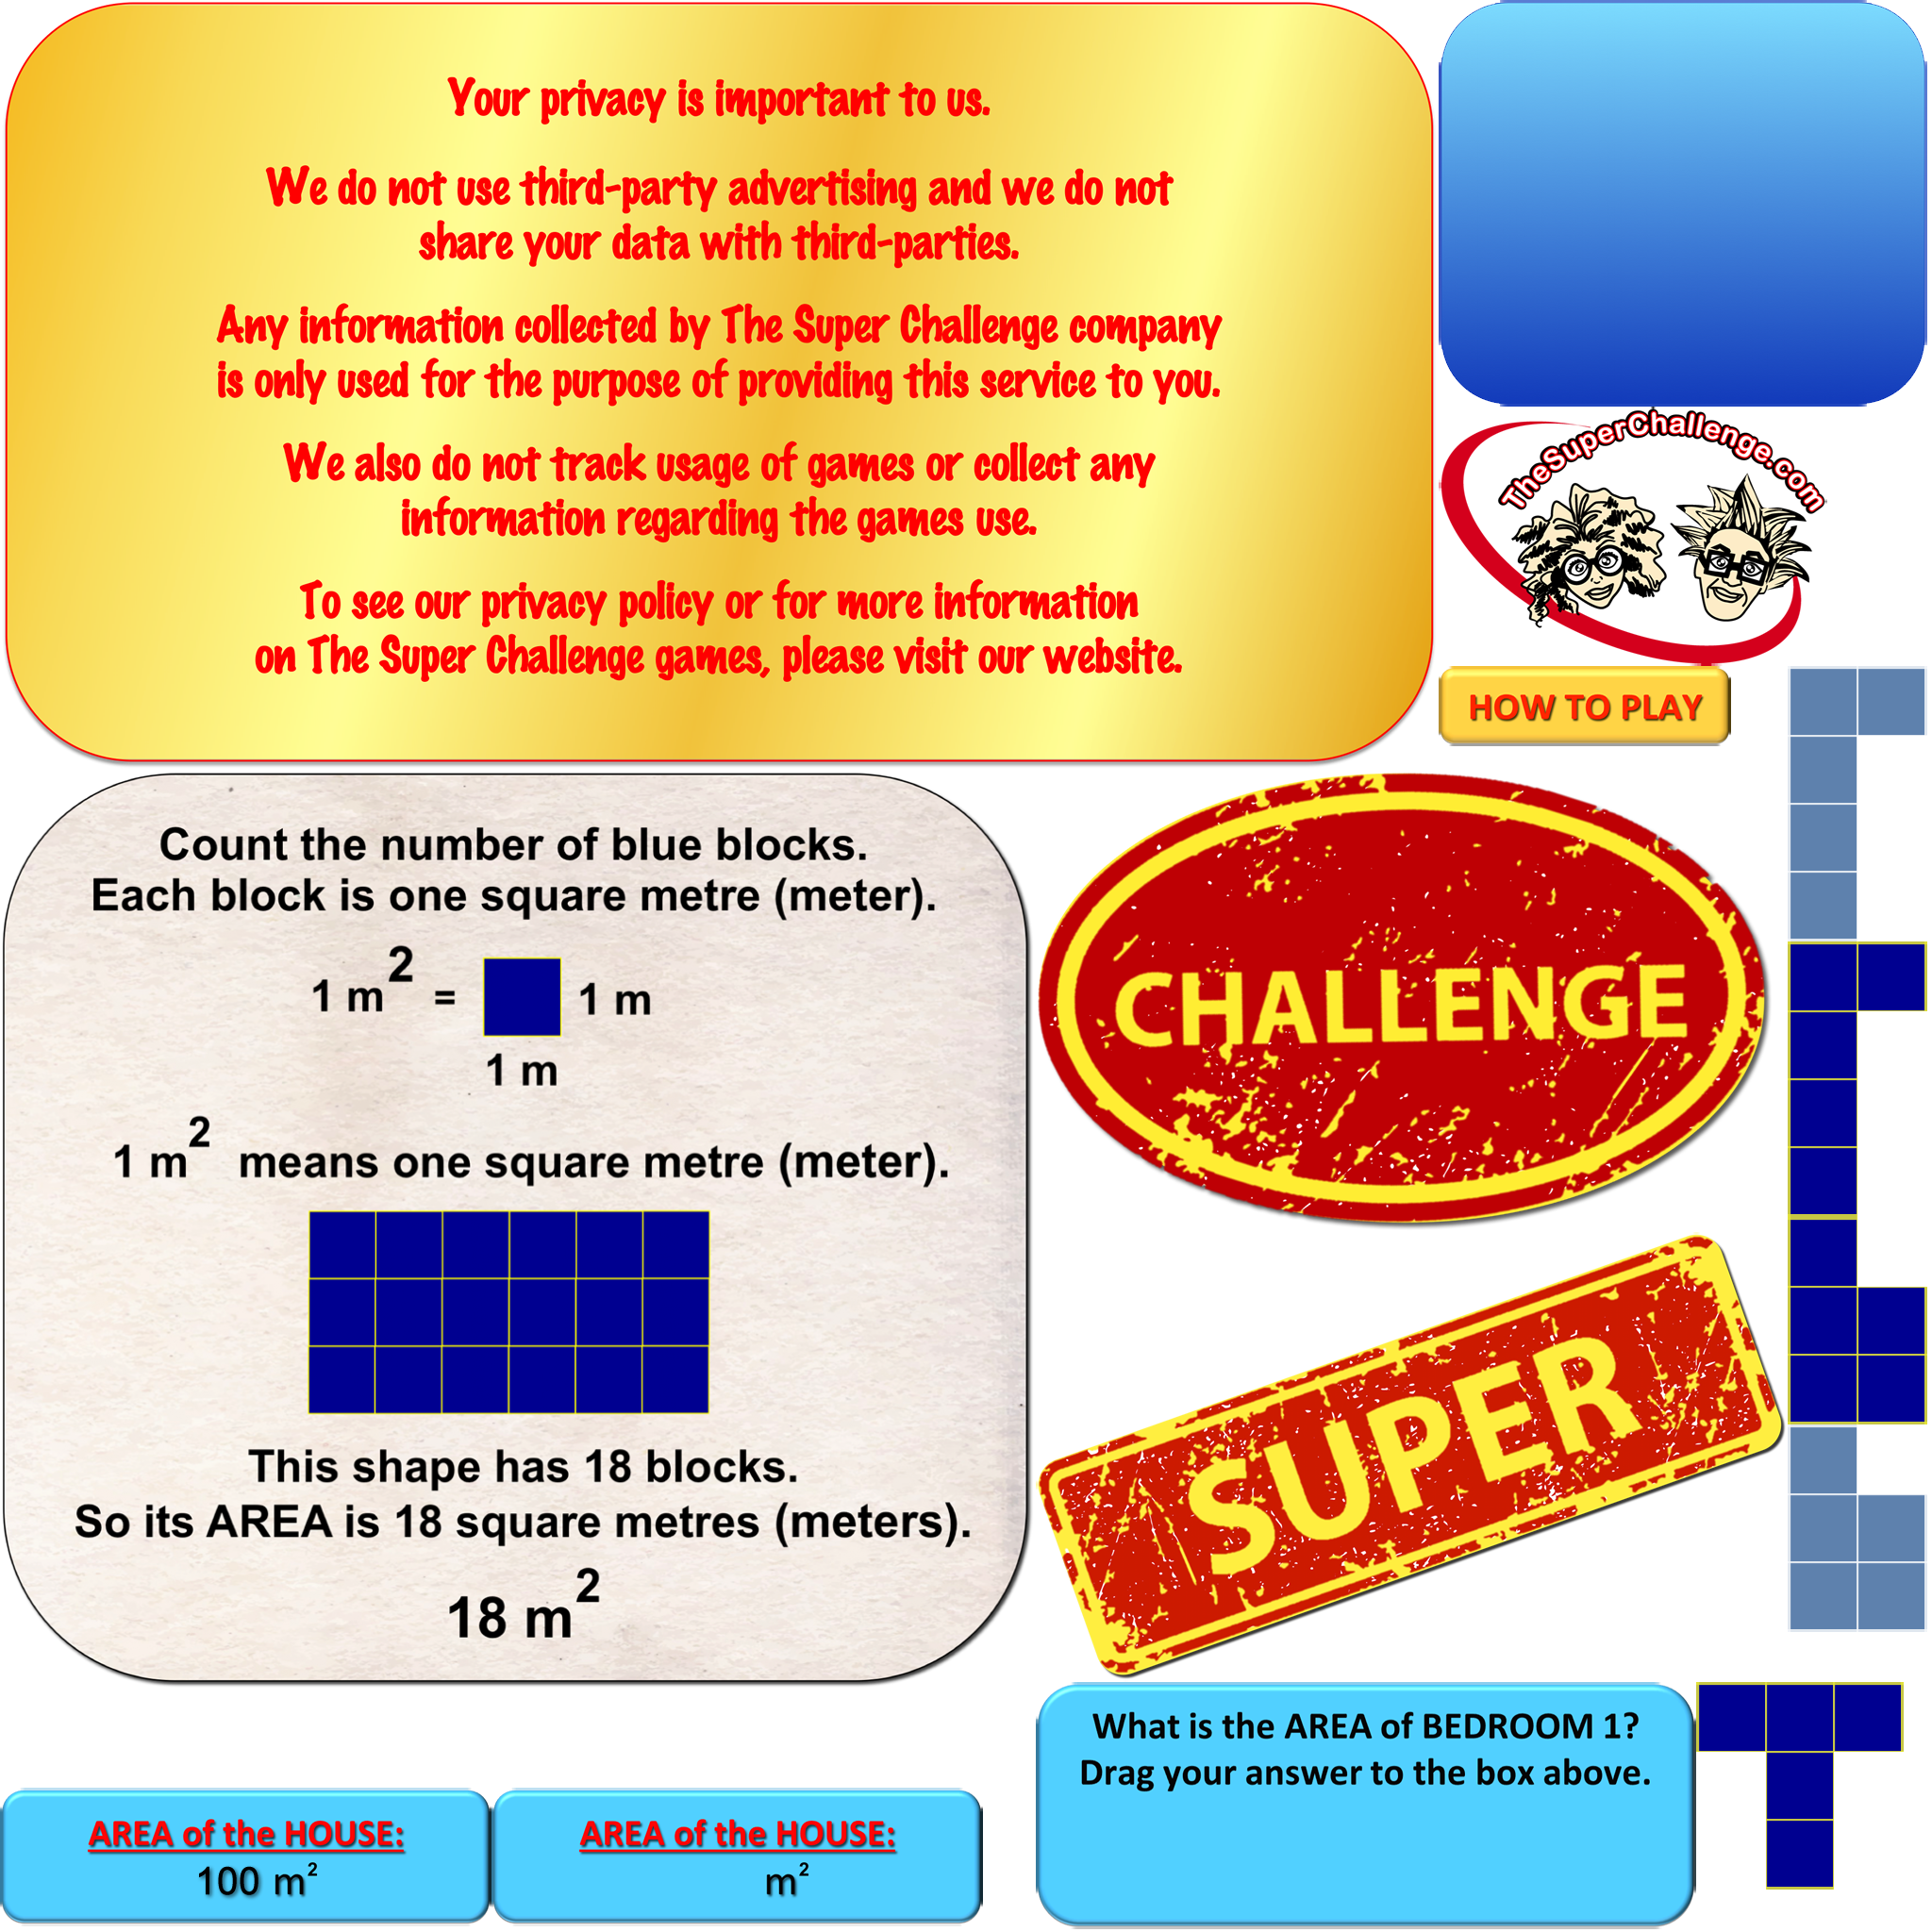 Your privacy is important to us.
We do not use third-party advertising and we do not
share your data with third-parties.
Any information collected by The Super Challenge company
is only used for the purpose of providing this service to you.
We also do not track usage of games or collect any
information regarding the games use.
To see our privacy policy or for more information
on The Super Challenge games, please visit our website.
TheSuperChallenge.com
HOW TO PLAY
Count the number of blue blocks.
Each block is one square metre (meter).
1 m² = 1 m
1 m
1 m² means one square metre (meter).
This shape has 18 blocks.
So its AREA is 18 square metres (meters).
18 m²
CHALLENGE
SUPER
What is the AREA of BEDROOM 1?
Drag your answer to the box above.
AREA of the HOUSE:
100 m²
AREA of the HOUSE:
m²